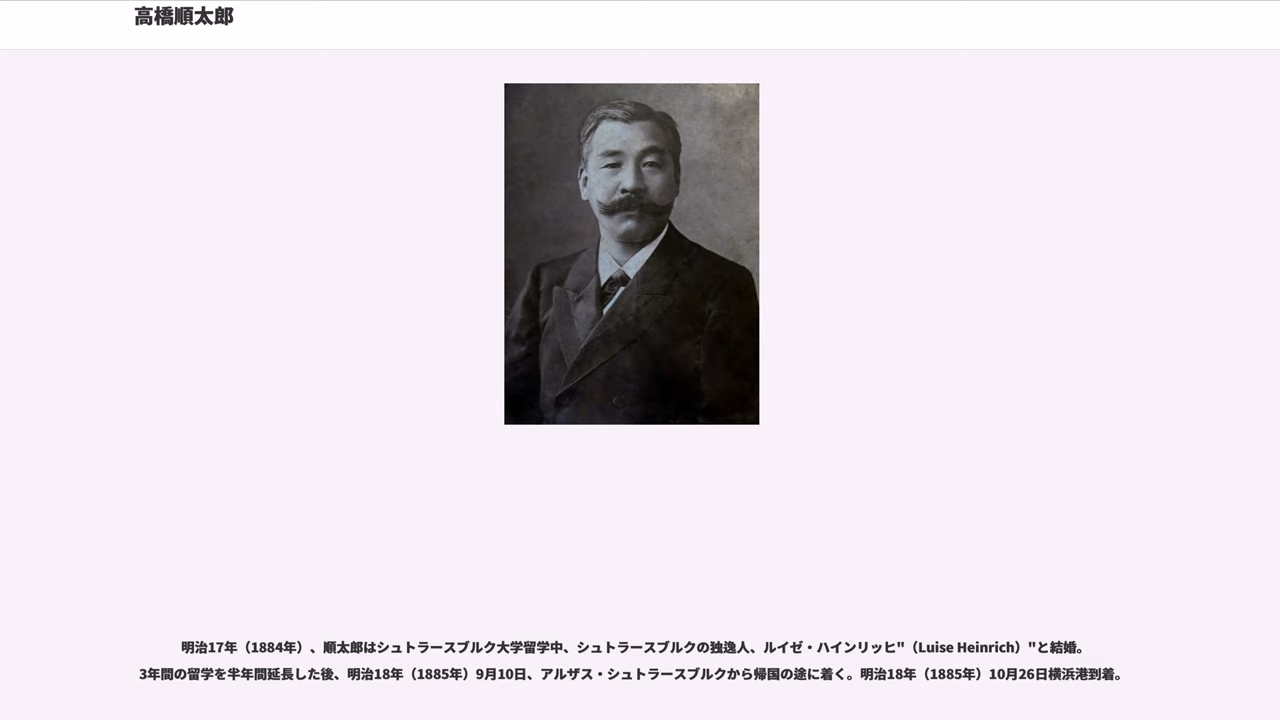 高橋順太郎
明治17年（1884年）、順太郎はシュトラースブルク大学留学中、シュトラースブルクの独逸人、ルイゼ・ハインリッヒ"（Luise Heinrich）"と結婚。
3年間の留学を半年間延長した後、明治18年（1885年）9月10日、アルザス・シュトラースブルクから帰国の途に着く。明治18年（1885年）10月26日横浜港到着。